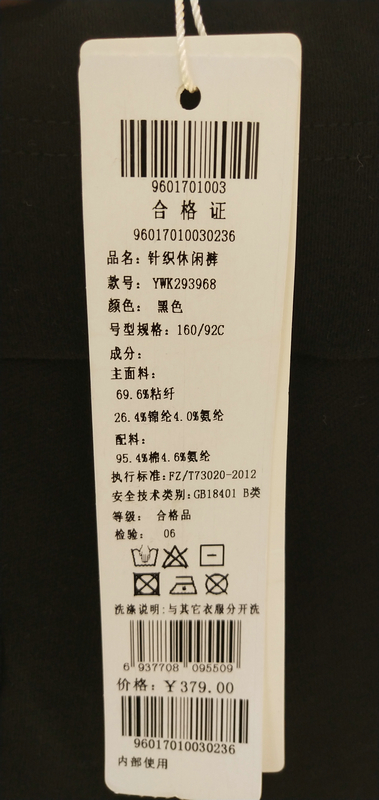 9601701003
合格证
96017010030236
品名：针织休闲裤
款号：YWK293968
颜色：黑色
号型规格：160/92C
成分：
主面料：
69.6%粘纤
26.4%锦纶4.0%氨纶
配料：
95.4%棉4.6%氨纶
执行标准：FZ/T73020-2012
安全技术类别：GB18401 B类
等级：合格品
检验：06
洗涤说明：与其它衣服分开洗
6 937708 095509
价格：￥379.00
96017010030236
内部使用